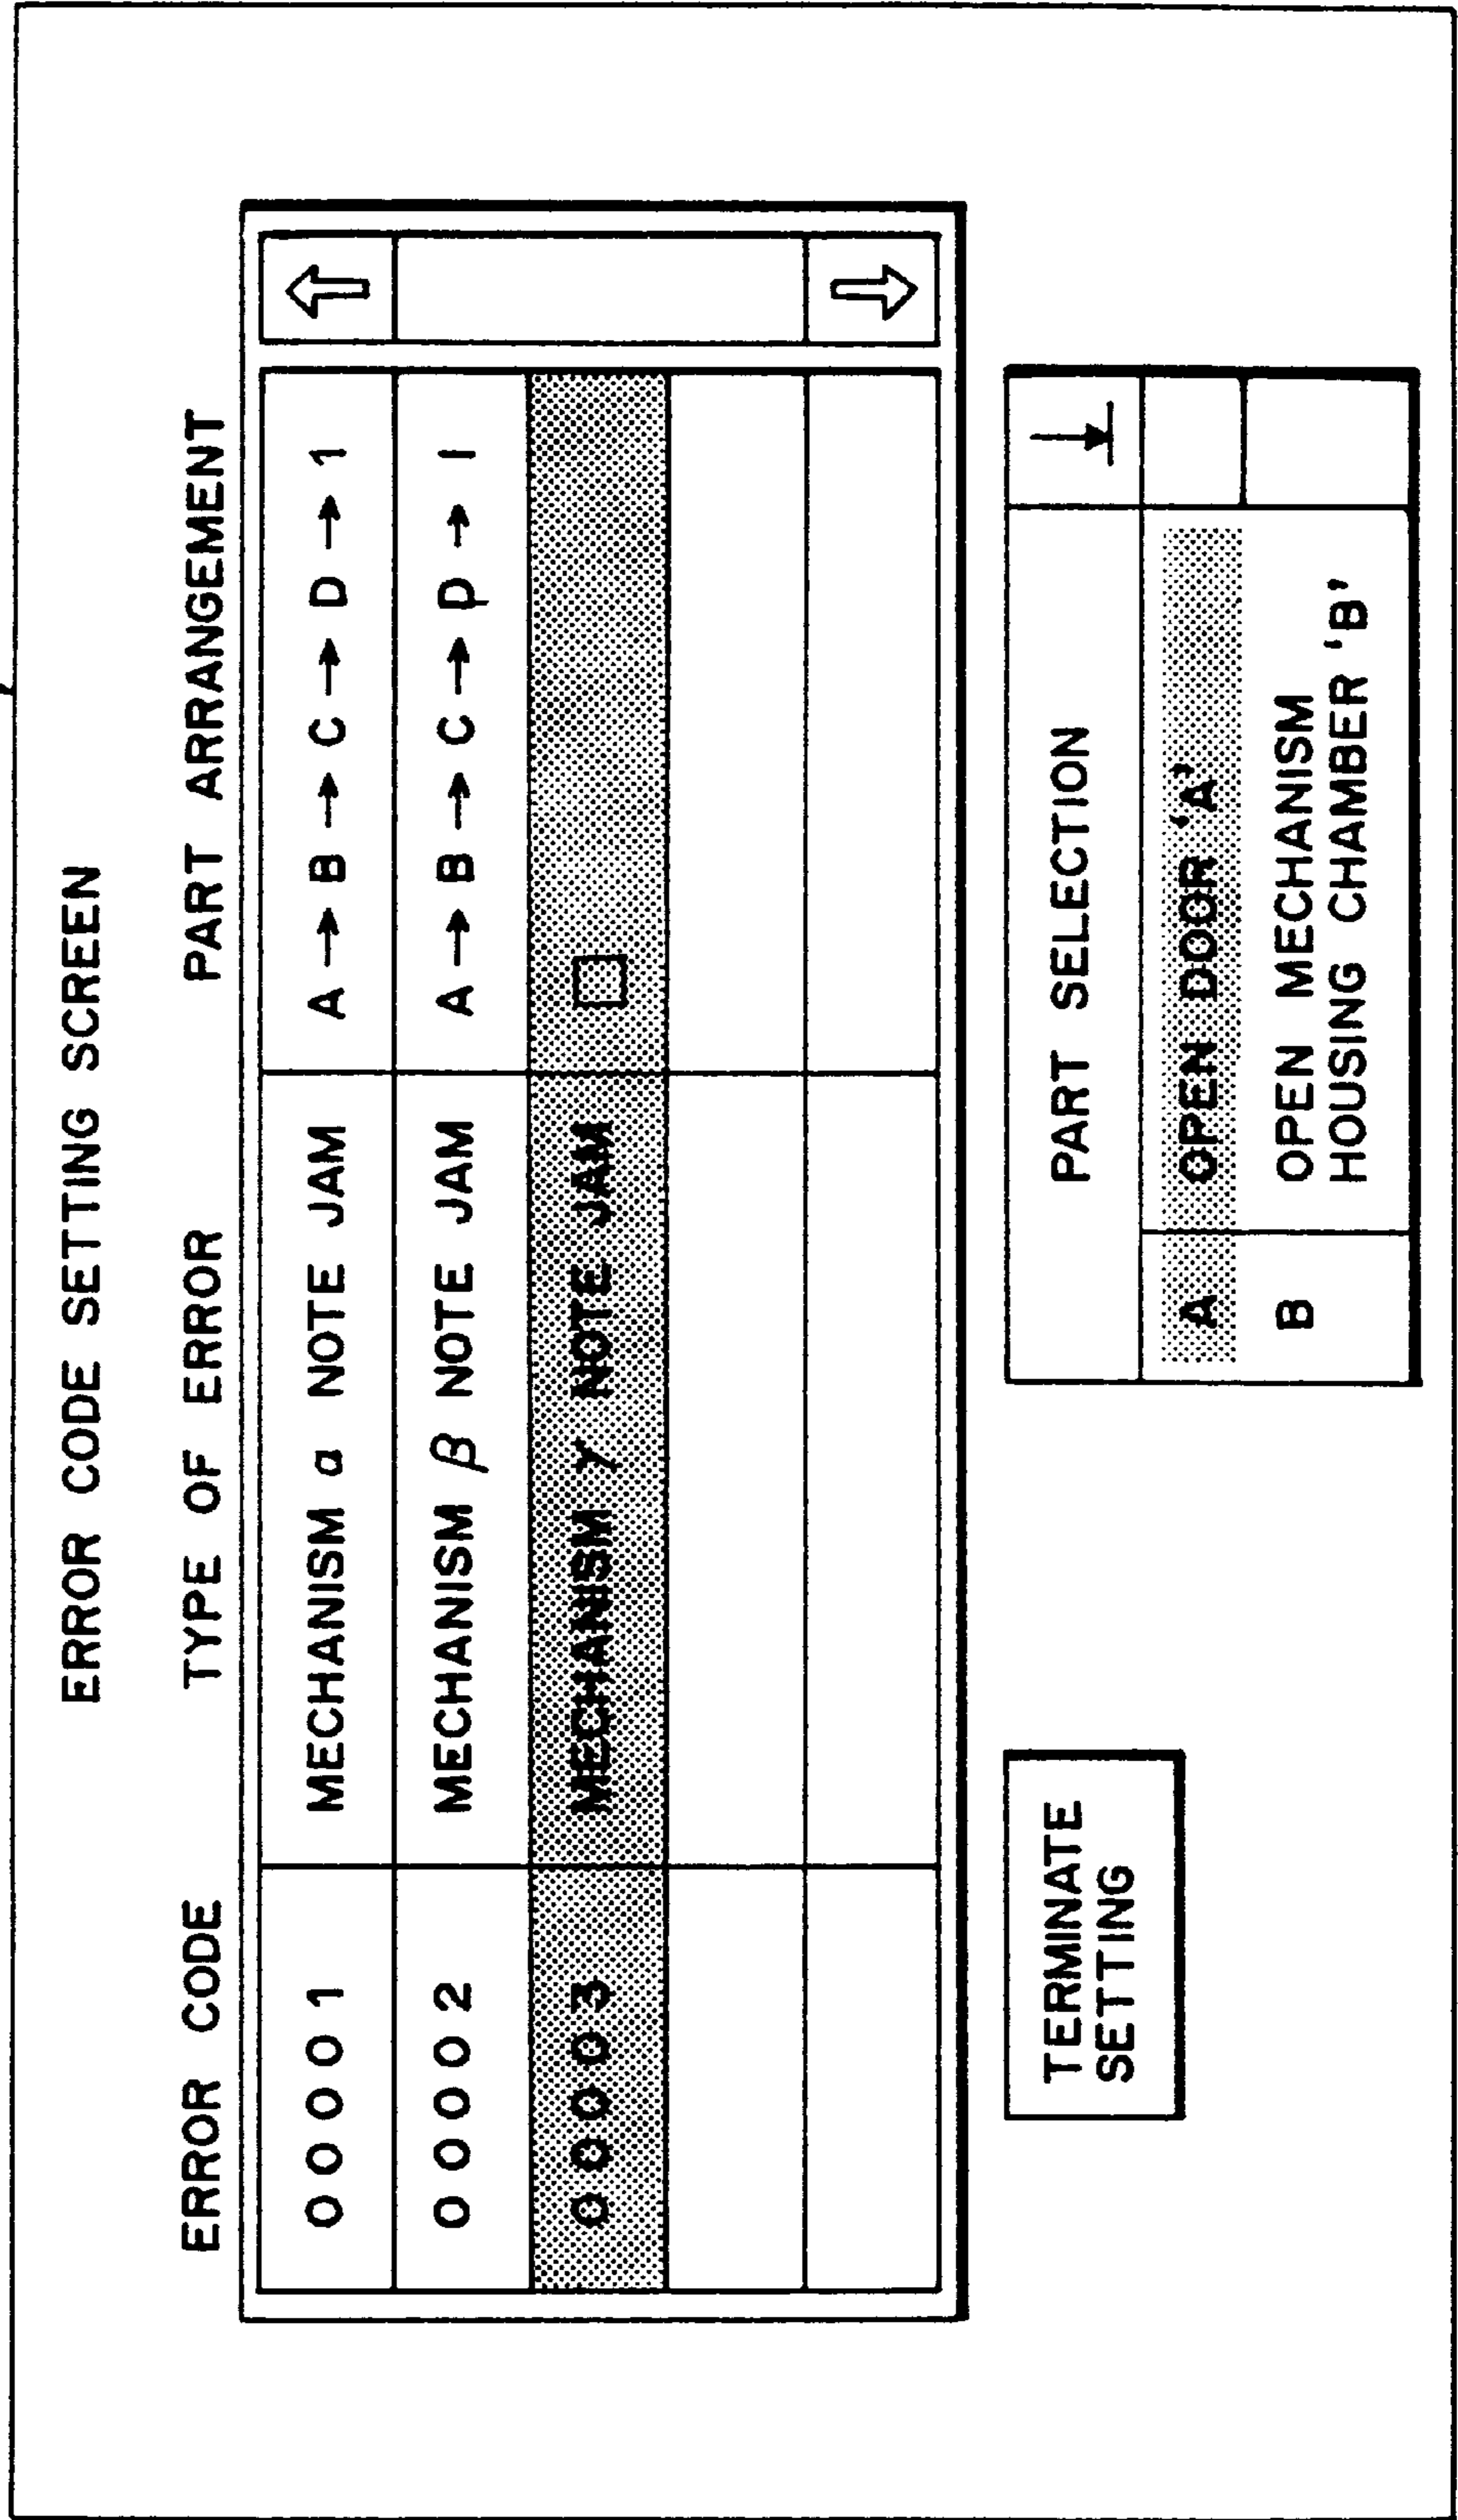 ERROR CODE SETTING SCREEN
ERROR CODE TYPE OF ERROR PART ARRANGEMENT
00001 MECHANISM α NOTE JAM A→B→C→D→1
00002 MECHANISM β NOTE JAM A→B→C→D→I
00003 MECHANISM γ NOTE JAM
TERMINATE
SETTING
PART SELECTION
A OPEN DOOR 'A'
B OPEN MECHANISM
HOUSING CHAMBER 'B'